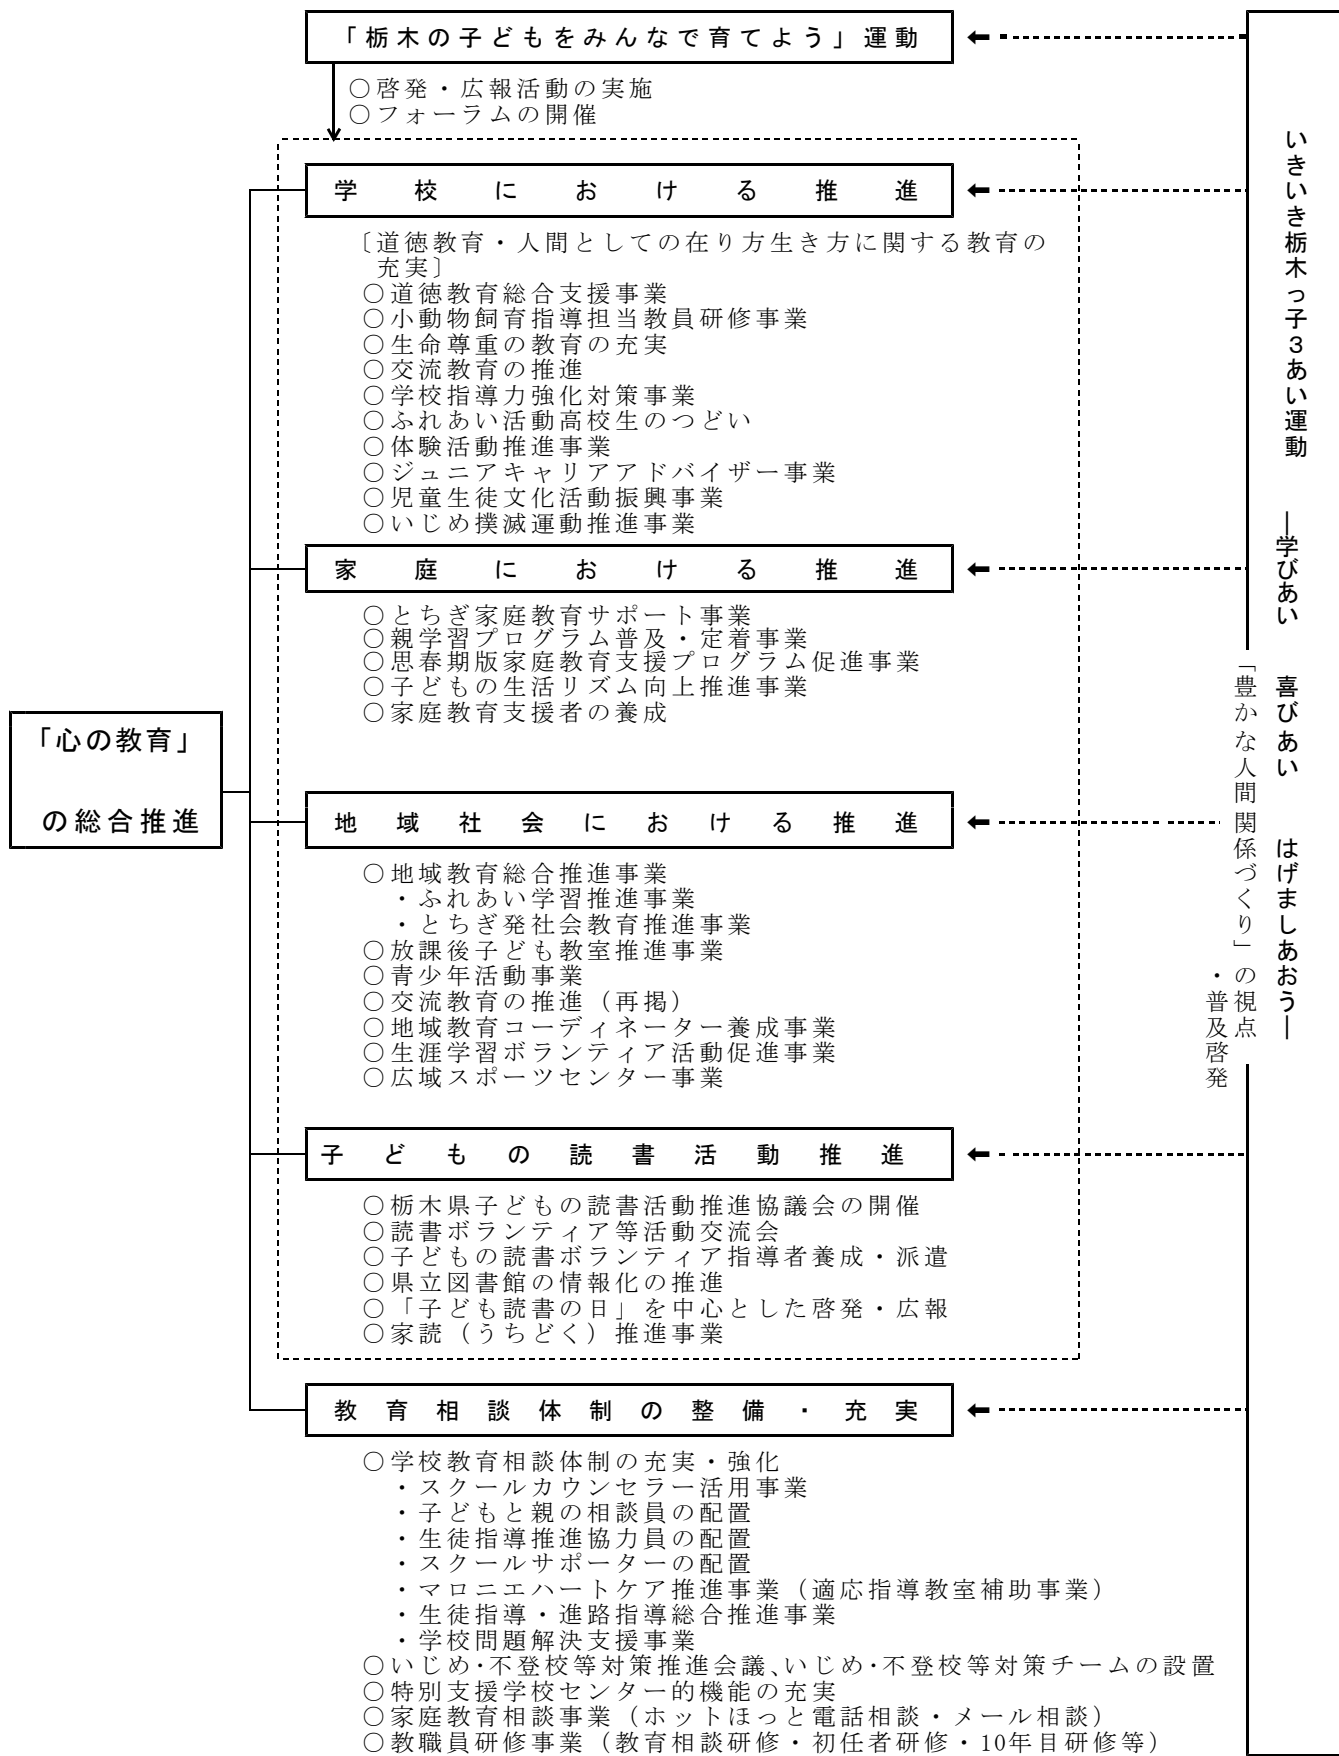 「栃木の子どもをみんなで育てよう」運動
○啓発・広報活動の実施
○フォーラムの開催
学校における推進
〔道徳教育・人間としての在り方生き方に関する教育の
充実〕
○道徳教育総合支援事業
○小動物飼育指導担当教員研修事業
○生命尊重の教育の充実
○交流教育の推進
○学校指導力強化対策事業
○ふれあい活動高校生のつどい
○体験活動推進事業
○ジュニアキャリアアドバイザー事業
○児童生徒文化活動振興事業
○いじめ撲滅運動推進事業
家庭における推進
○とちぎ家庭教育サポート事業
○親学習プログラム普及・定着事業
○思春期版家庭教育支援プログラム促進事業
○子どもの生活リズム向上推進事業
○家庭教育支援者の養成
「心の教育」
の総合推進
地域社会における推進
○地域教育総合推進事業
・ふれあい学習推進事業
・とちぎ発社会教育推進事業
○放課後子ども教室推進事業
○青少年活動事業
○交流教育の推進（再掲）
○地域教育コーディネーター養成事業
○生涯学習ボランティア活動促進事業
○広域スポーツセンター事業
子どもの読書活動推進
○栃木県子どもの読書活動推進協議会の開催
○読書ボランティア等活動交流会
○子どもの読書ボランティア指導者養成・派遣
○県立図書館の情報化の推進
○「子ども読書の日」を中心とした啓発・広報
○家読（うちどく）推進事業
教育相談体制の整備・充実
○学校教育相談体制の充実・強化
・スクールカウンセラー活用事業
・子どもと親の相談員の配置
・生徒指導推進協力員の配置
・スクールサポーターの配置
・マロニエハートケア推進事業（適応指導教室補助事業）
・生徒指導・進路指導総合推進事業
・学校問題解決支援事業
○いじめ・不登校等対策推進会議、いじめ・不登校等対策チームの設置
○特別支援学校センター的機能の充実
○家庭教育相談事業（ホットほっと電話相談・メール相談）
○教職員研修事業（教育相談研修・初任者研修・10年目研修等）
いきいき栃木っ子３あい運動　―学びあい　喜びあい　はげましあおう―
「豊かな人間関係づくり」の視点
・普及啓発